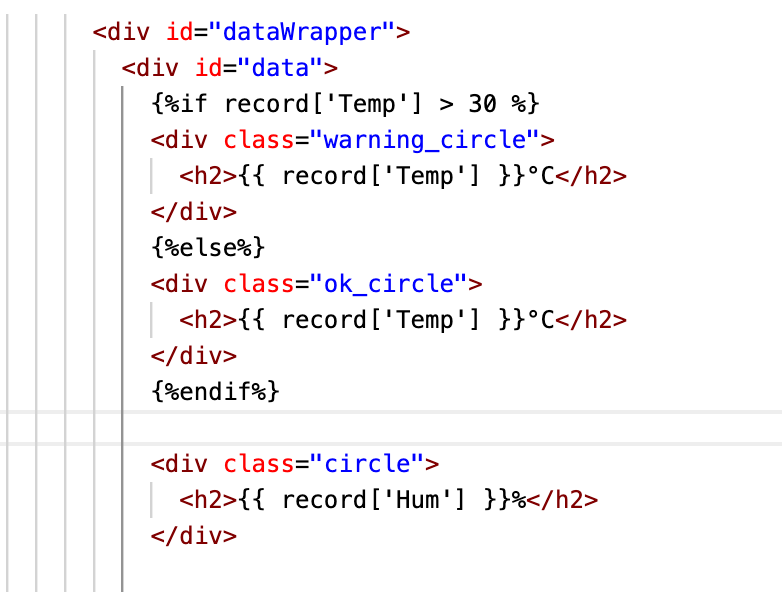 <div id="dataWrapper">
<div id="data">
{%if record['Temp'] > 30 %}
<div class="warning_circle">
<h2>{{ record['Temp'] }}°C</h2>
</div>
{%else%}
<div class="ok_circle">
<h2>{{ record['Temp'] }}°C</h2>
</div>
{%endif%}
<div class="circle">
<h2>{{ record['Hum'] }}%</h2>
</div>